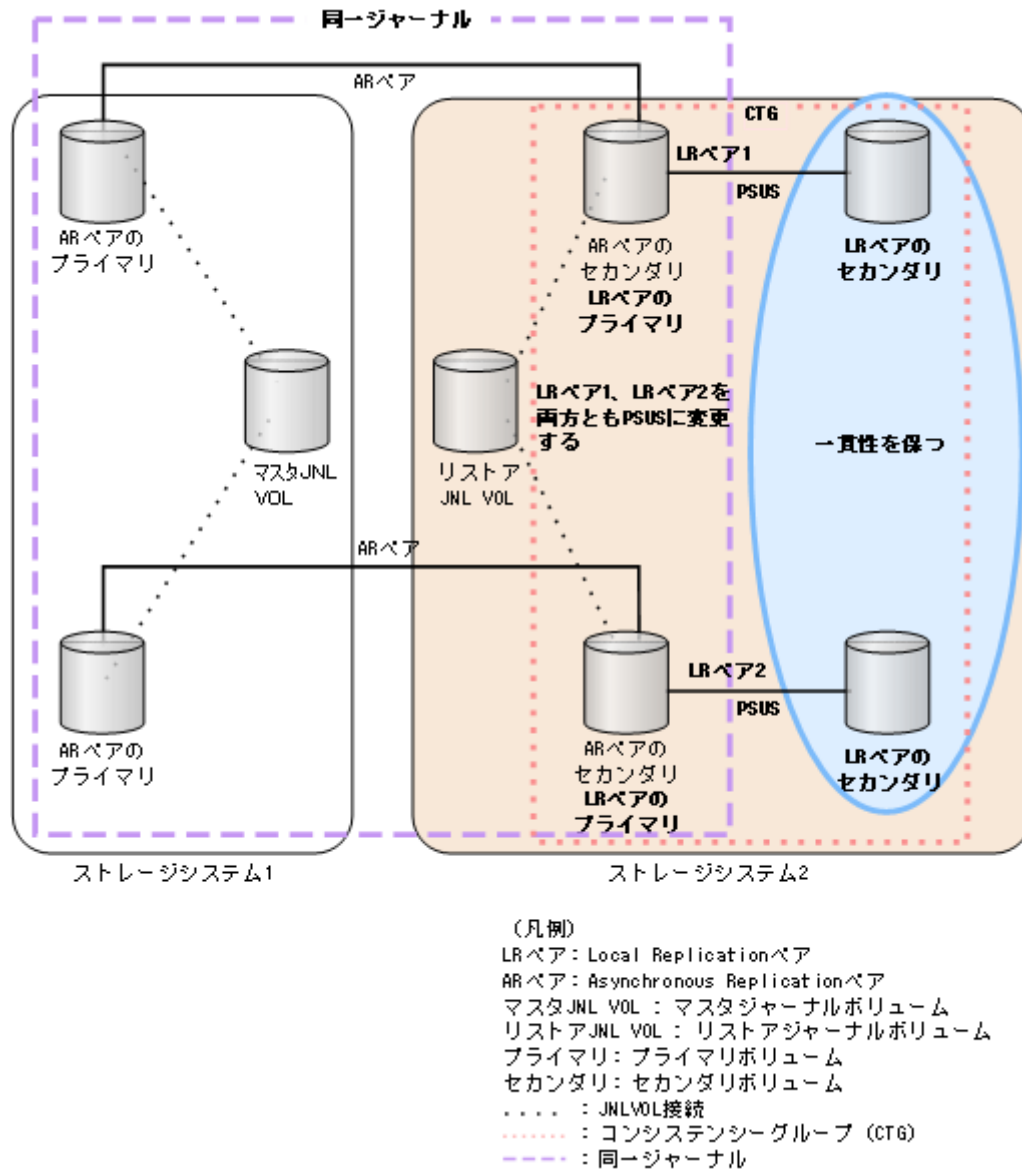 同一ジャーナル
ARペア
CTG
LRペア1
PSUS
ARペアの
プライマリ
ARペアの
セカンダリ
LRペアの
プライマリ
LRペアの
セカンダリ
マスタJNL
VOL
リストア
JNL VOL
LRペア1、LRペア2を
両方ともPSUSに変更
する
一貫性を保つ
ARペア
LRペア2
PSUS
ARペアの
プライマリ
ARペアの
セカンダリ
LRペアの
プライマリ
LRペアの
セカンダリ
ストレージシステム1
ストレージシステム2
（凡例）
LRペア：Local Replicationペア
ARペア：Asynchronous Replicationペア
マスタJNL VOL ： マスタジャーナルボリューム
リストアJNL VOL ： リストアジャーナルボリューム
プライマリ：プライマリボリューム
セカンダリ：セカンダリボリューム
：JNLVOL接続
：コンシステンシーグループ (CTG)
：同一ジャーナル